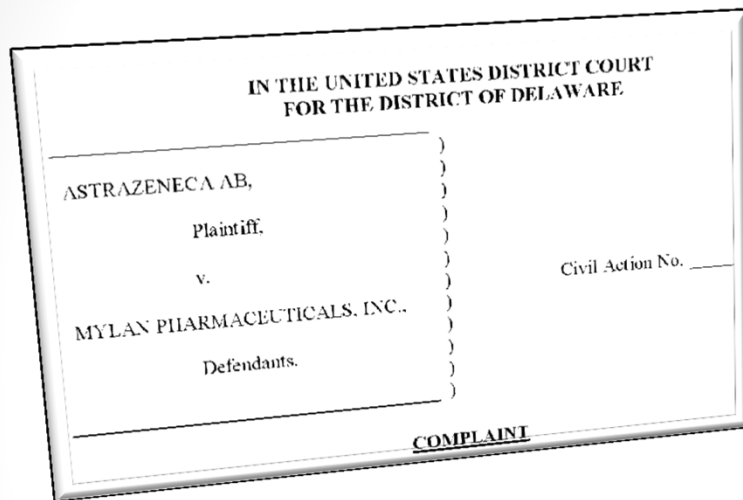 IN THE UNITED STATES DISTRICT COURT
FOR THE DISTRICT OF DELAWARE
)
)
ASTRAZENECA AB,
)
)
Plaintiff,
)
)
v.
)
Civil Action No. _____
)
)
MYLAN PHARMACEUTICALS, INC.,
)
)
Defendants.
)
)
COMPLAINT